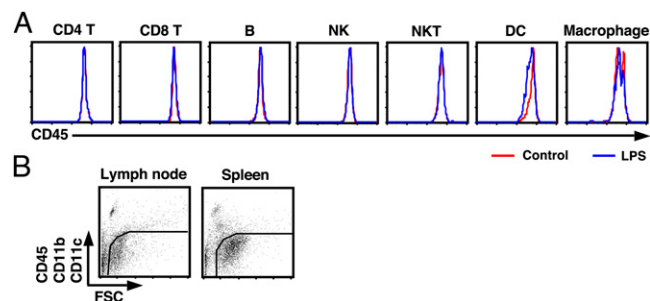 A
CD4 T CD8 T B NK NKT DC Macrophage
CD45
Control LPS
B
Lymph node Spleen
CD45
CD11b
CD11c
FSC